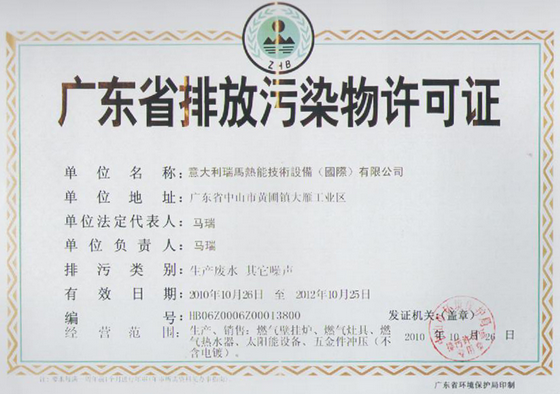 ZHB
广东省排放污染物许可证
单位名称：意大利瑞馬熱能技術設備（國際）有限公司
单位地址：广东省中山市黄圃镇大雁工业区
单位法定代表人：马瑞
单位负责人：马瑞
排污类别：生产废水 其它噪声
有效日期：2010年10月26日 至 2012年10月25日
编号：HB06Z0006Z00013800
发证机关：(盖章)
经营范围：生产、销售：燃气壁挂炉、燃气灶具、燃
气热水器、太阳能设备、五金件冲压（不
含电镀）。
2010 年 10 月 26 日
广东省环境保护局印制